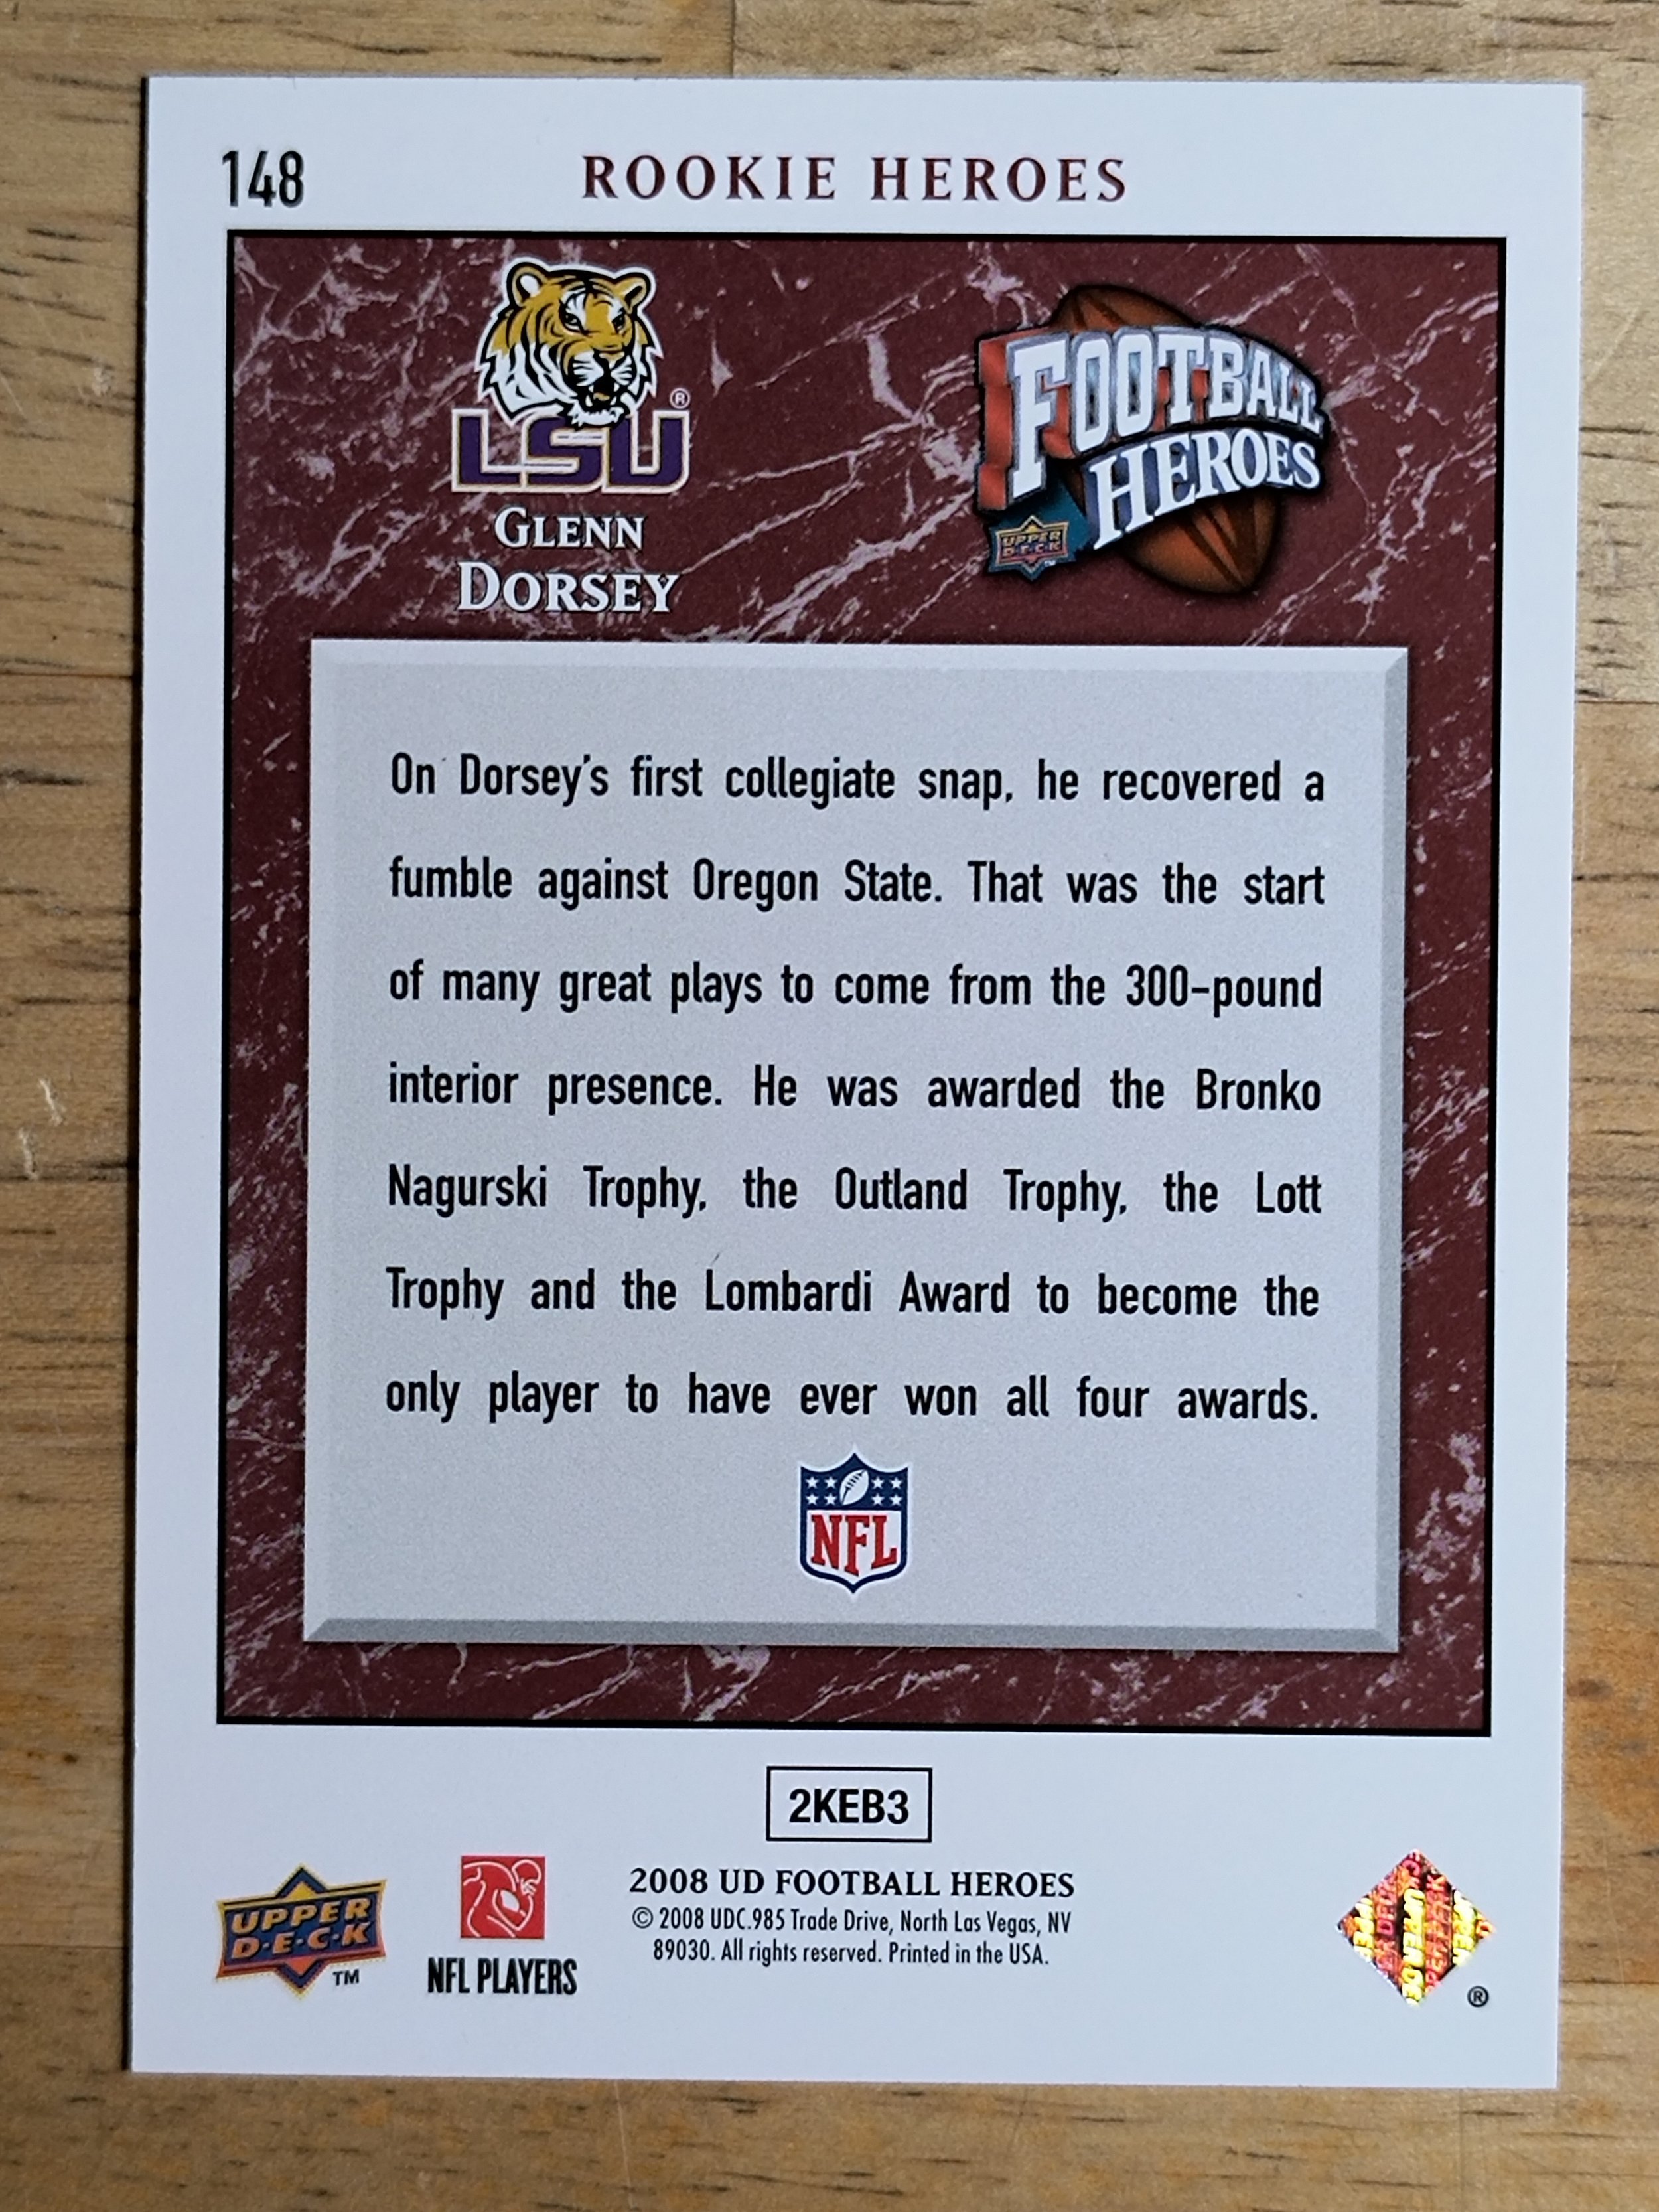 148
ROOKIE HEROES
LSU®
GLENN
DORSEY
FOOTBALL
HEROES
UPPER
D·E·C·K
TM
On Dorsey's first collegiate snap, he recovered a
fumble against Oregon State. That was the start
of many great plays to come from the 300-pound
interior presence. He was awarded the Bronko
Nagurski Trophy, the Outland Trophy, the Lott
Trophy and the Lombardi Award to become the
only player to have ever won all four awards.
NFL
2KEB3
UPPER
D·E·C·K
TM
NFL PLAYERS
2008 UD FOOTBALL HEROES
© 2008 UDC.985 Trade Drive, North Las Vegas, NV
89030. All rights reserved. Printed in the USA.
®